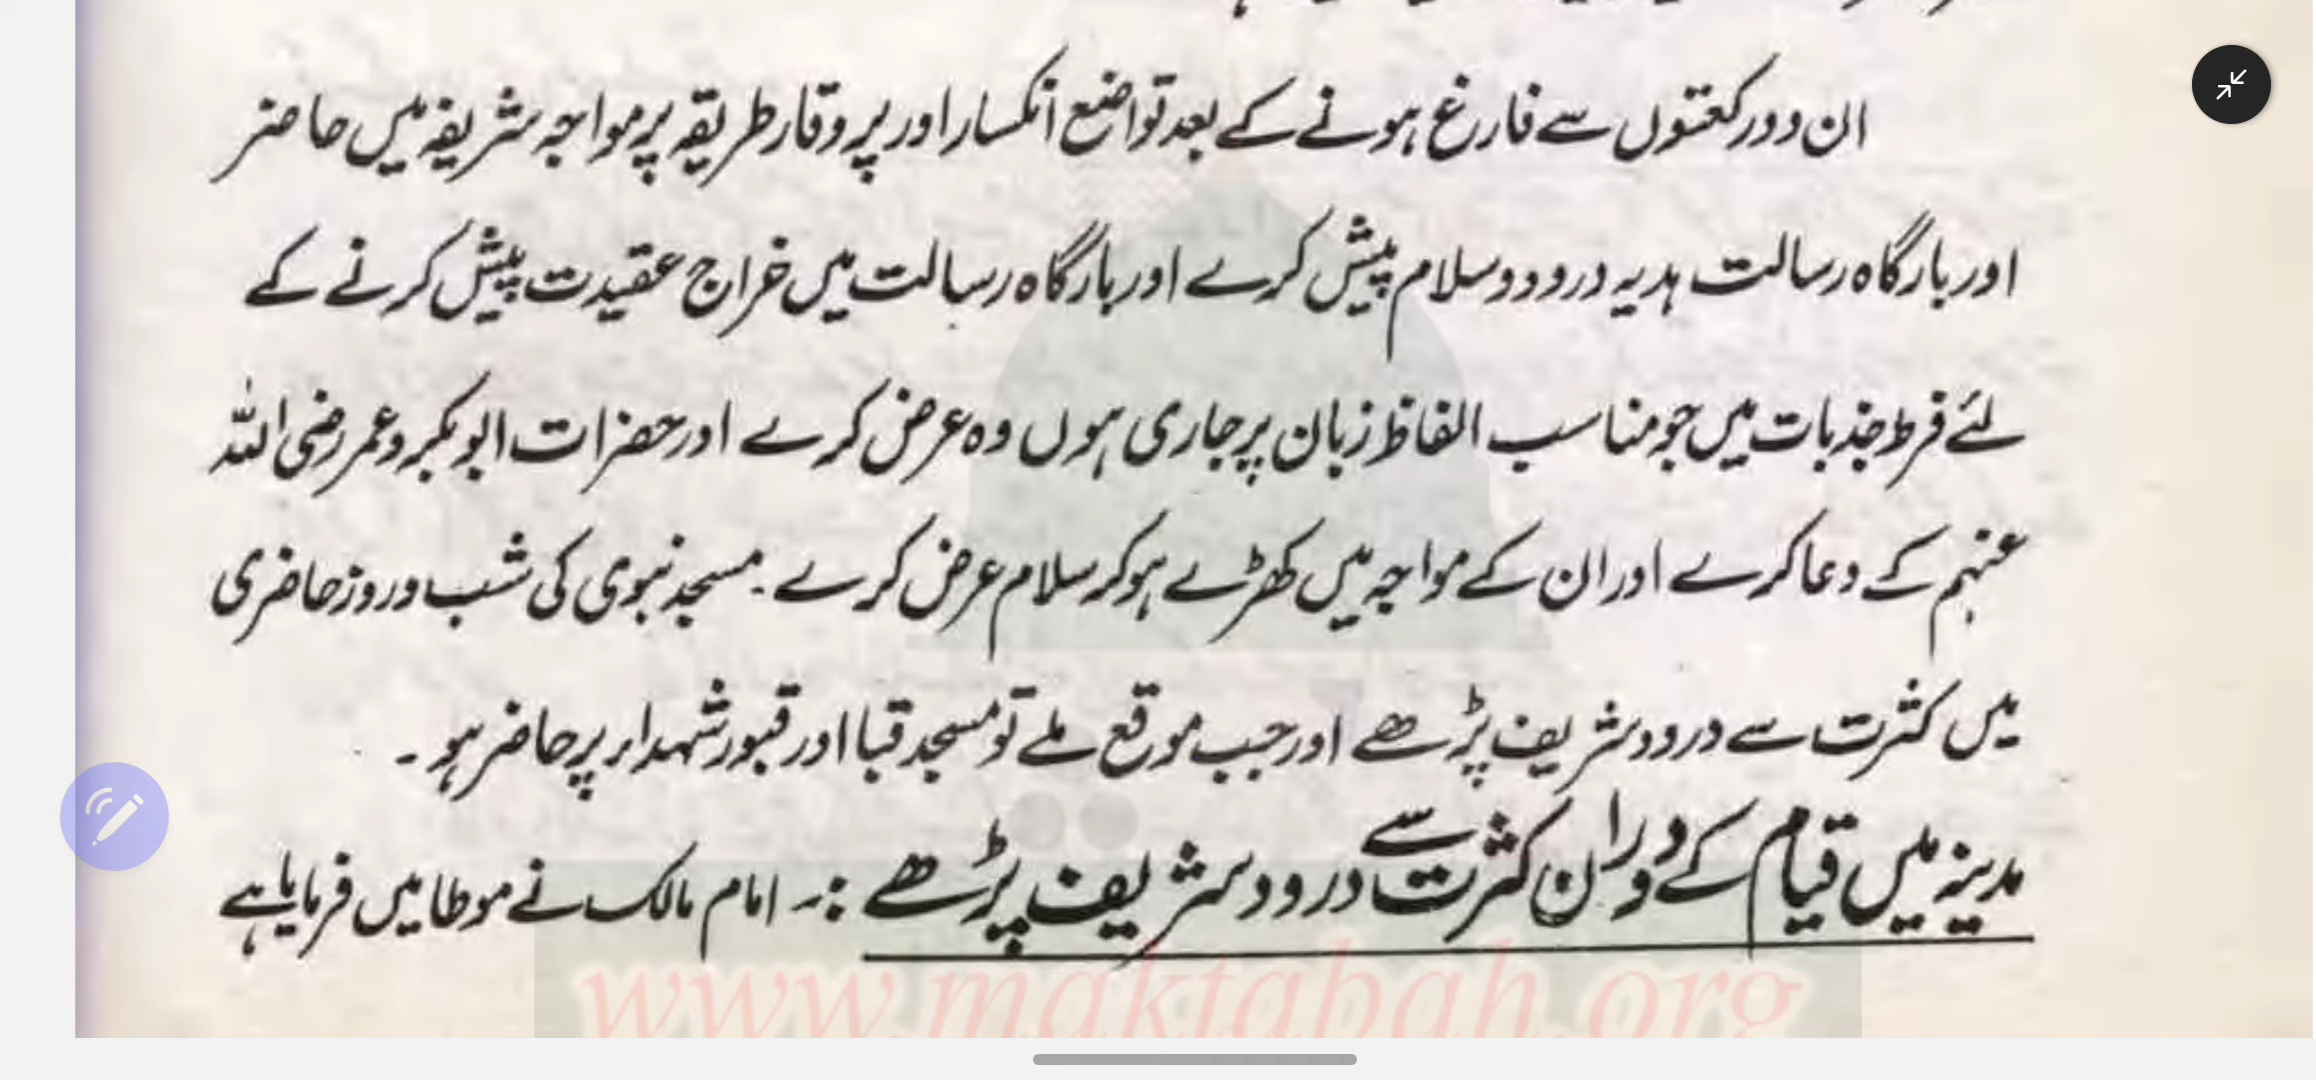 ان دو رکعتوں سے فارغ ہونے کے بعد تواضع انکسار اور پر وقار طریقہ پر مواجہ شریفہ میں حاضر
اور بارگاہ رسالت ہدیہ درود و سلام پیش کرے اور بارگاہ رسالت میں خراج عقیدت پیش کرنے کے
لئے فرط جذبات میں جو مناسب الفاظ زبان پر جاری ہوں وہ عرض کرے اور حضرات ابو بکر و عمر رضی اللہ
عنہم کے دعا کرے اور ان کے مواجہ میں کھڑے ہو کر سلام عرض کرے ۔ مسجد نبوی کی شب و روز حاضری
میں کثرت سے درود شریف پڑھے اور جب موقع ملے تو مسجد قبا اور قبور شہداء پر حاضر ہو ۔
مدینہ میں قیام کے دوران کثرت سے درود شریف پڑھے :۔ امام مالک نے موطا میں فرمایا ہے
www.maktabah.org